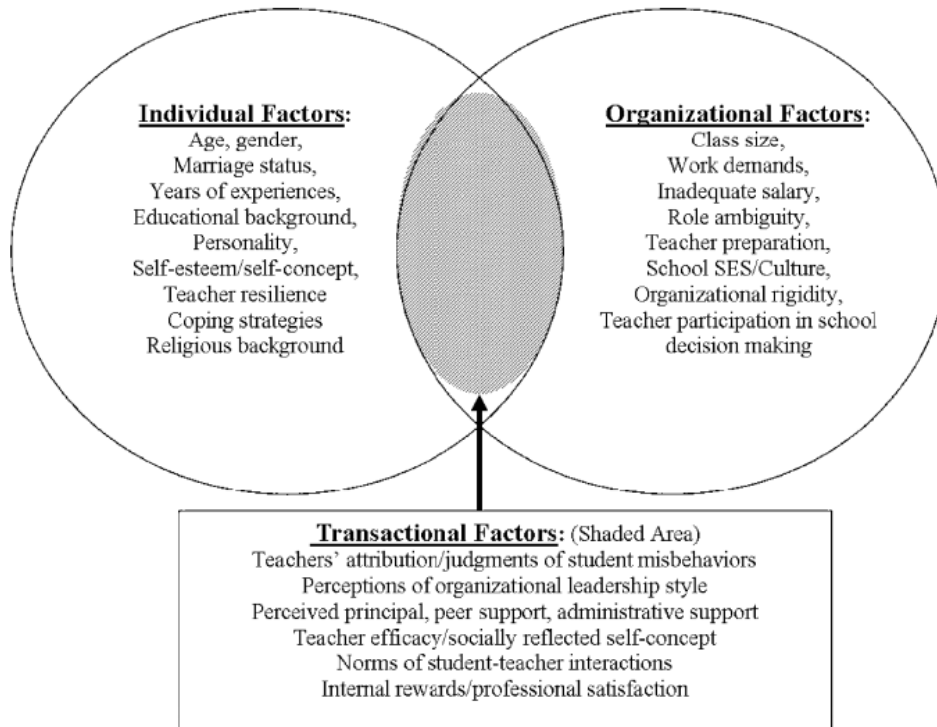 Individual Factors:
Age, gender,
Marriage status,
Years of experiences,
Educational background,
Personality,
Self-esteem/self-concept,
Teacher resilience
Coping strategies
Religious background
Organizational Factors:
Class size,
Work demands,
Inadequate salary,
Role ambiguity,
Teacher preparation,
School SES/Culture,
Organizational rigidity,
Teacher participation in school
decision making
Transactional Factors: (Shaded Area)
Teachers’ attribution/judgments of student misbehaviors
Perceptions of organizational leadership style
Perceived principal, peer support, administrative support
Teacher efficacy/socially reflected self-concept
Norms of student-teacher interactions
Internal rewards/professional satisfaction